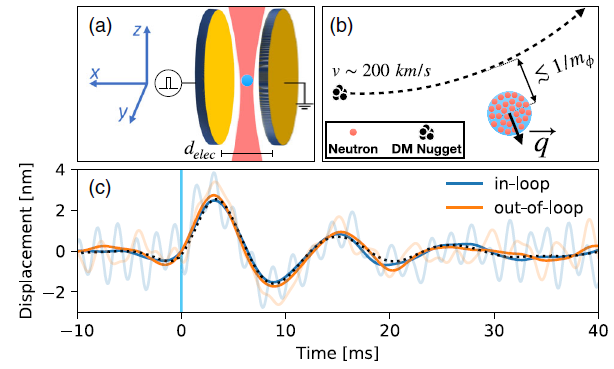 (a)
z
x
y
d_elec
(b)
v ~ 200 km/s
≲ 1/m_ϕ
q⃗
Neutron
DM Nugget
(c)
in-loop
out-of-loop
Displacement [nm]
4
2
0
−2
−10
0
10
20
30
40
Time [ms]